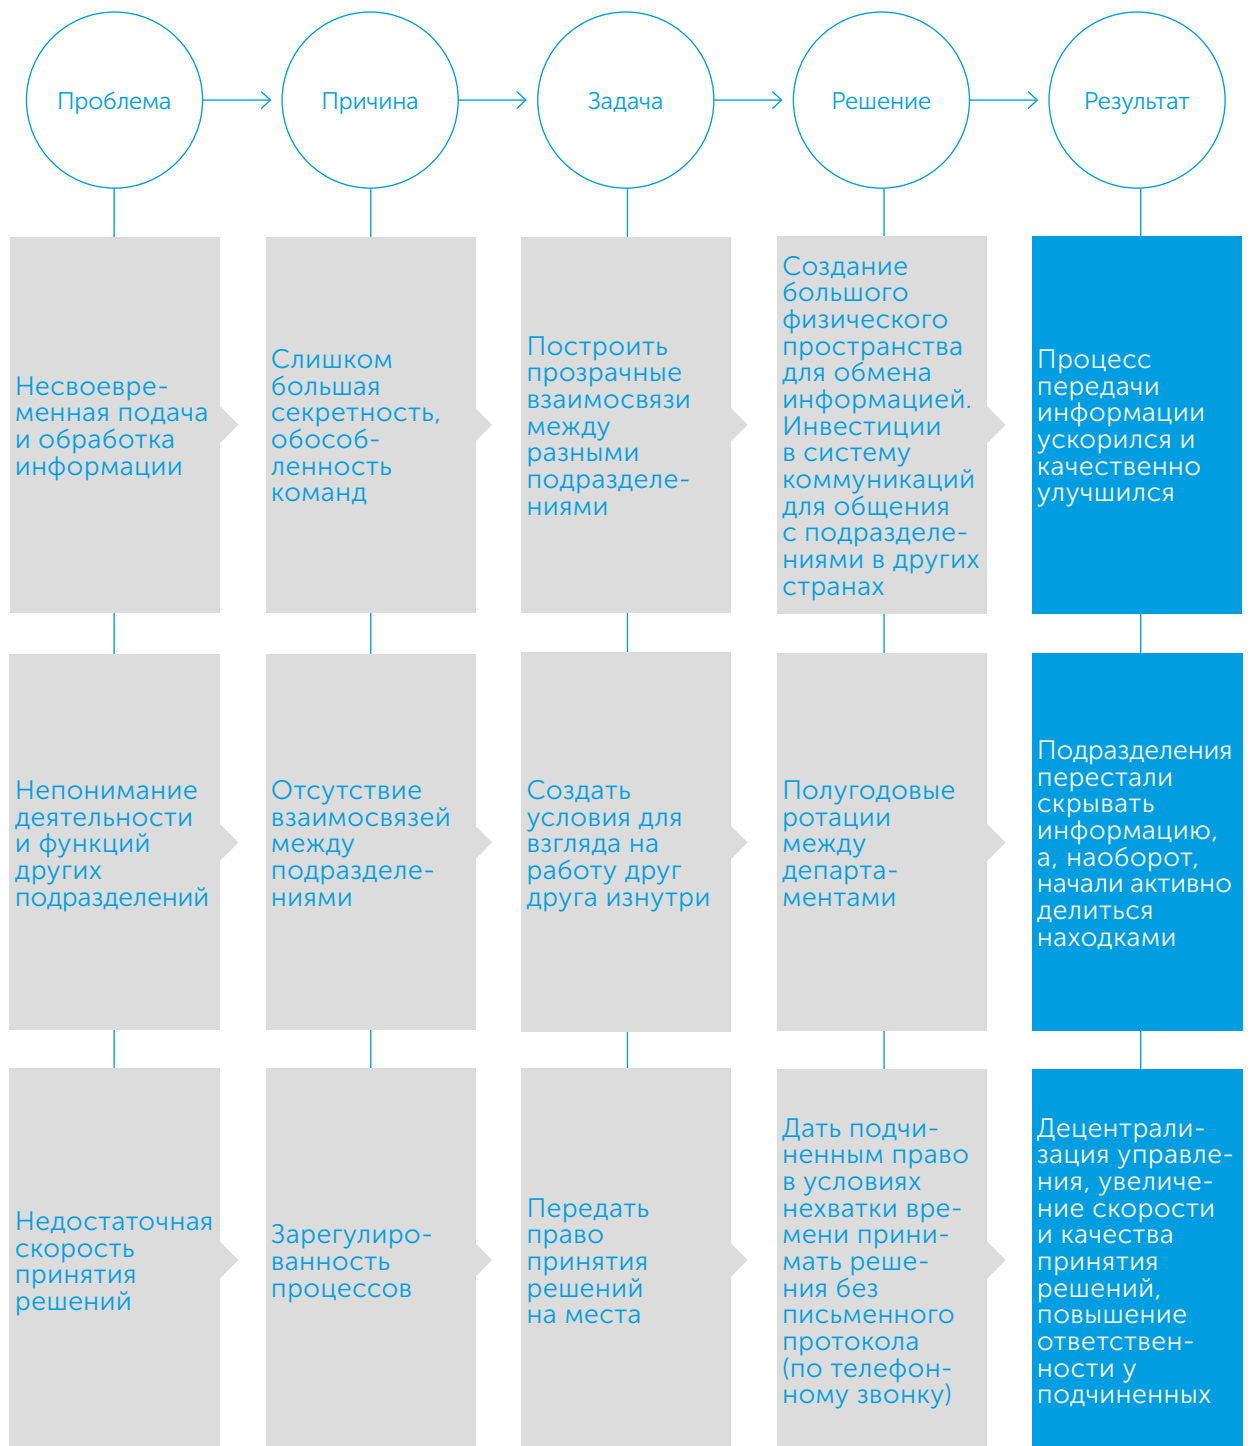 Проблема
Причина
Задача
Решение
Результат
Несвоевре-
менная подача
и обработка
информации
Слишком
большая
секретность,
обособ-
ленность
команд
Построить
прозрачные
взаимосвязи
между
разными
подразделе-
ниями
Создание
большого
физического
пространства
для обмена
информацией.
Инвестиции
в систему
коммуникаций
для общения
с подразделе-
ниями в других
странах
Процесс
передачи
информации
ускорился и
качественно
улучшился
Непонимание
деятельности
и функций
других
подразделений
Отсутствие
взаимосвязей
между
подразделе-
ниями
Создать
условия для
взгляда на
работу друг
друга изнутри
Полугодовые
ротации
между
департа-
ментами
Подразделения
перестали
скрывать
информацию,
а, наоборот,
начали активно
делиться
находками
Недостаточная
скорость
принятия
решений
Зарегулиро-
ванность
процессов
Передать
право
принятия
решений
на места
Дать подчи-
ненным право
в условиях
нехватки вре-
мени прини-
мать реше-
ния без
письменного
протокола
(по телефон-
ному звонку)
Децентрали-
зация управле-
ния, увеличе-
ние скорости
и качества
принятия
решений,
повышение
ответствен-
ности у
подчиненных